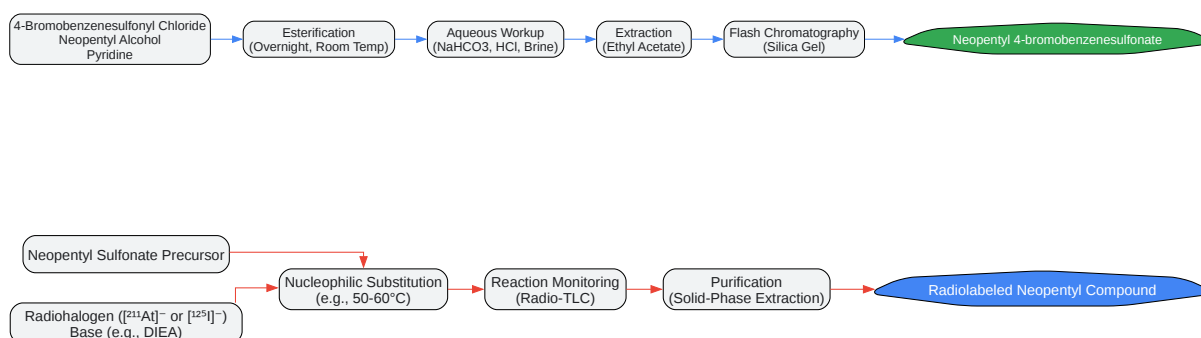 4-Bromobenzenesulfonyl Chloride
Neopentyl Alcohol
Pyridine
Esterification
(Overnight, Room Temp)
Aqueous Workup
(NaHCO3, HCl, Brine)
Extraction
(Ethyl Acetate)
Flash Chromatography
(Silica Gel)
Neopentyl 4-bromobenzenesulfonate
Neopentyl Sulfonate Precursor
Radiohalogen ([²¹¹At]⁻ or [¹²⁵I]⁻)
Base (e.g., DIEA)
Nucleophilic Substitution
(e.g., 50-60°C)
Reaction Monitoring
(Radio-TLC)
Purification
(Solid-Phase Extraction)
Radiolabeled Neopentyl Compound